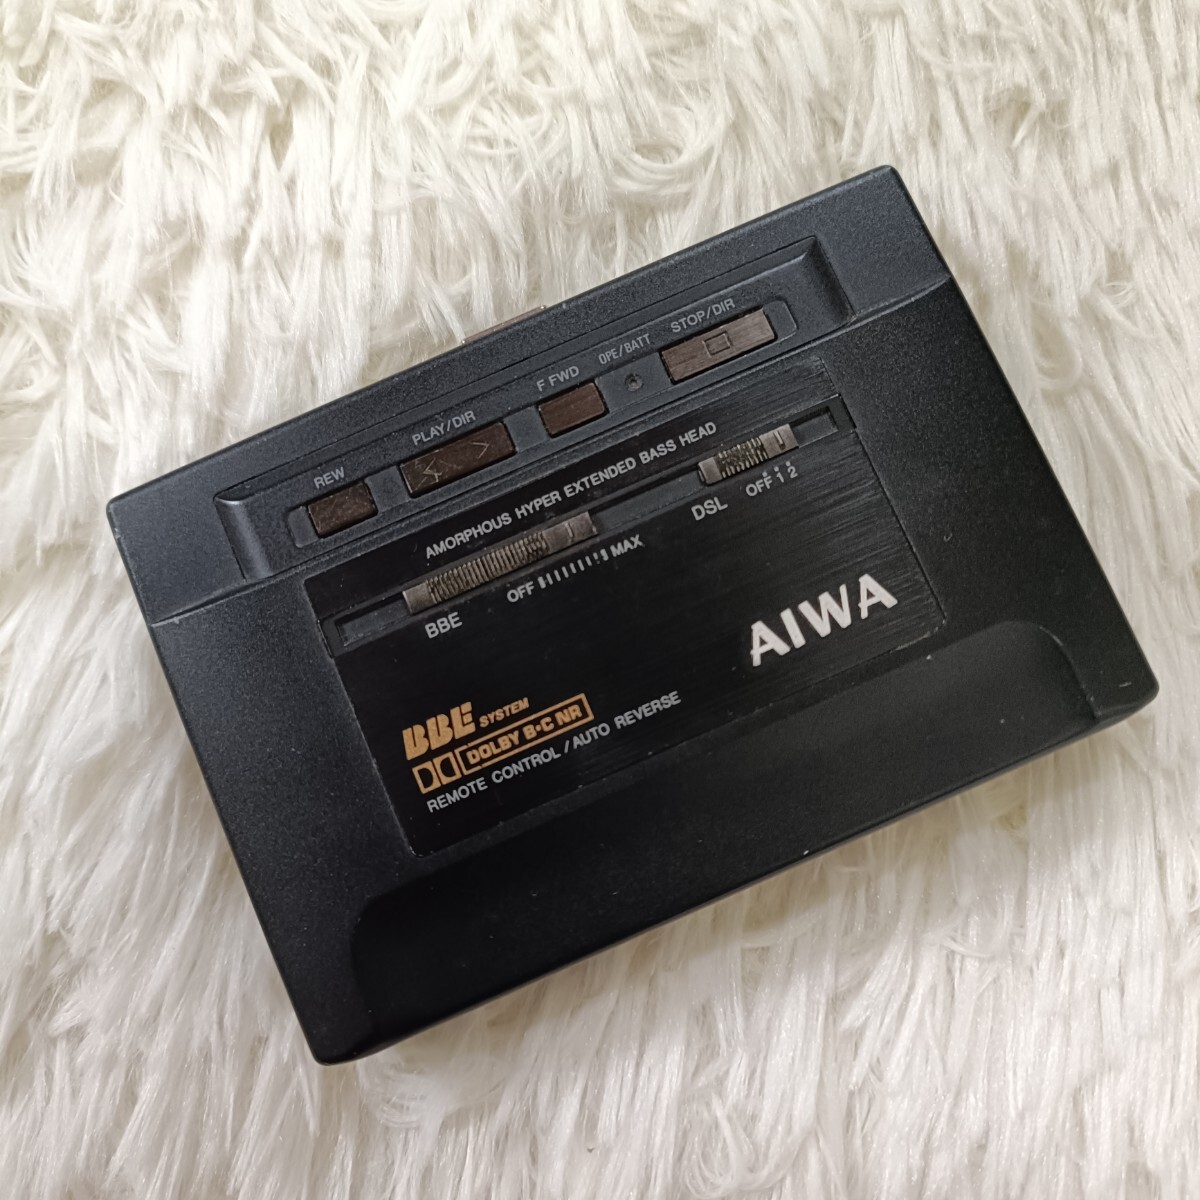 REW
PLAY/DIR
F FWD
OPE/BATT
STOP/DIR
AMORPHOUS HYPER EXTENDED BASS HEAD
BBE
OFF MAX
DSL
OFF 1 2
AIWA
BBE SYSTEM
DOLBY B·C NR
REMOTE CONTROL / AUTO REVERSE